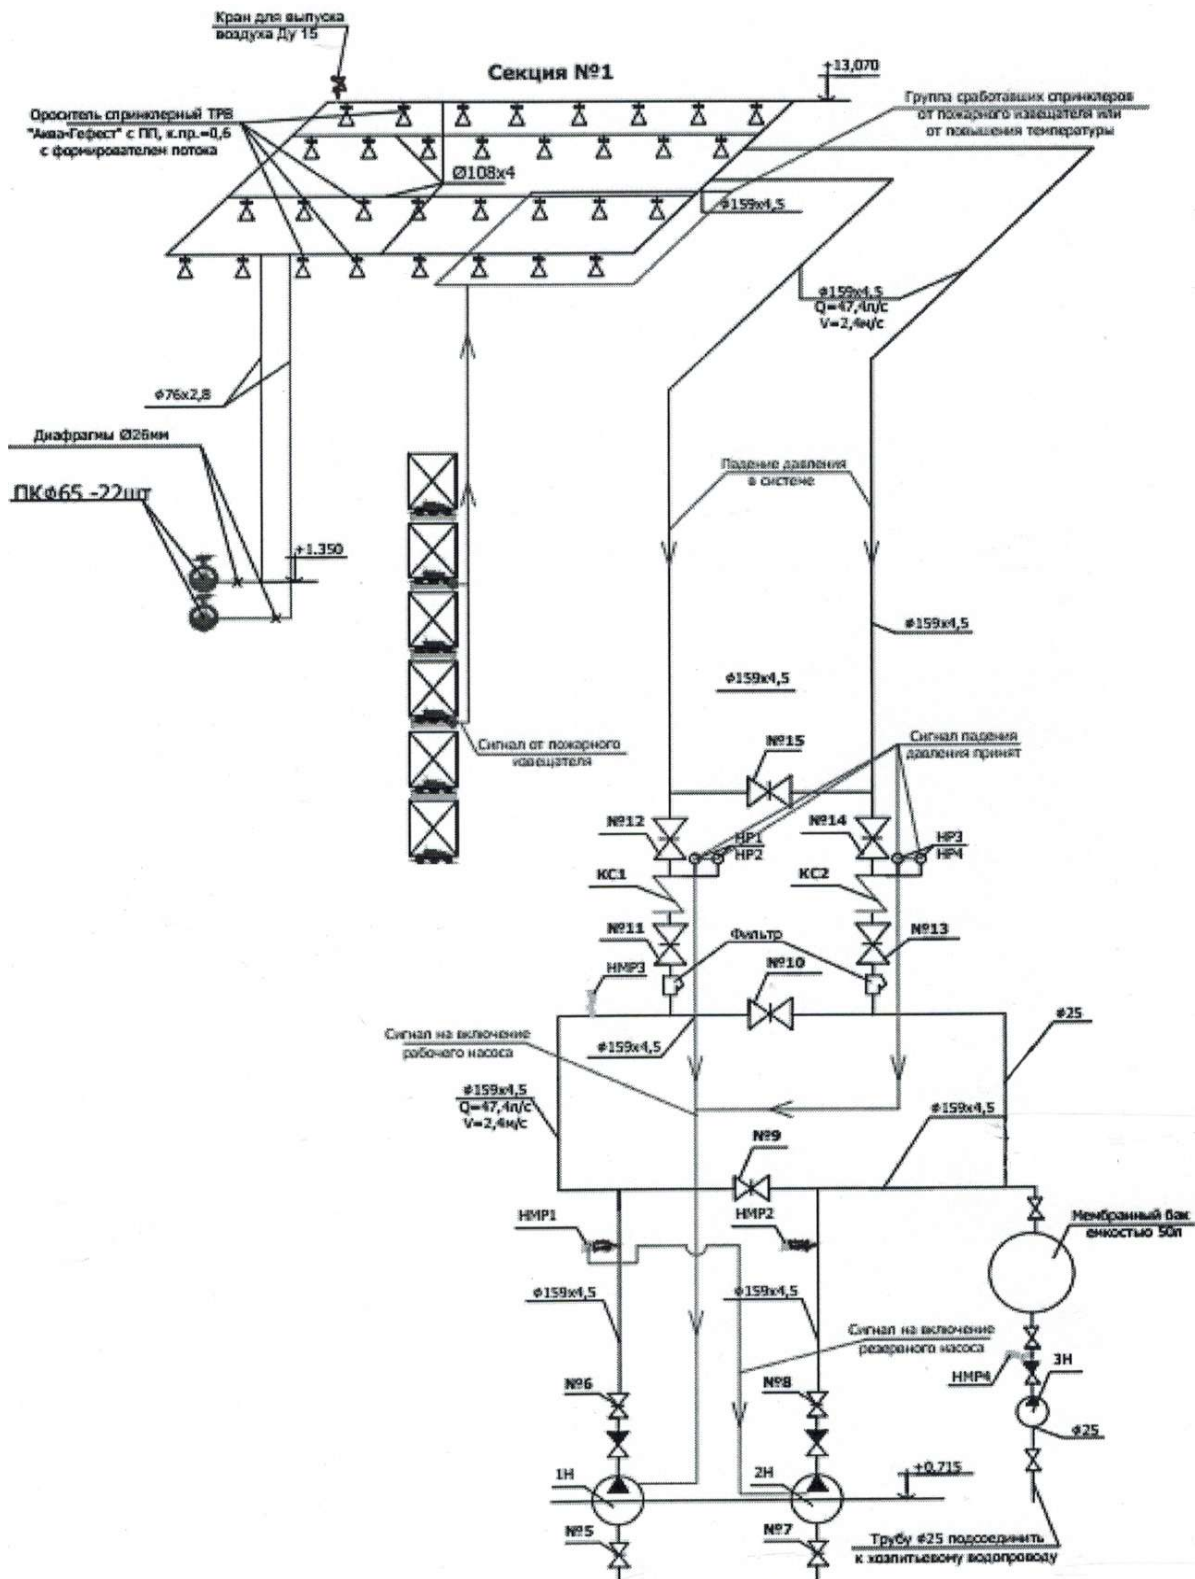 Кран для выпуска
воздуха Ду 15
Секция №1
+13,070
Ороситель спринклерный ТРВ
"Аква-Гефест" с ПП, к.пр.=0,6
с формирователем потока
Группа сработавших спринклеров
от пожарного извещателя или
от повышения температуры
Ø108х4
ф159х4,5
ф159х4,5
Q=47,4л/с
V=2,4м/с
ф76х2,8
Диафрагмы Ø26мм
ПКф65 -22шт
+1.350
Падение давления
в системе
ф159х4,5
ф159х4,5
Сигнал от пожарного
извещателя
№15
Сигнал падения
давления принят
№12
НР1
НР2
№14
НР3
НР4
КС1
КС2
№11
Фильтр
№13
НМР3
№10
Сигнал на включение
рабочего насоса
ф159х4,5
ф25
ф159х4,5
Q=47,4л/с
V=2,4м/с
ф159х4,5
№9
НМР1
НМР2
Мембранный бак
емкостью 50л
ф159х4,5
ф159х4,5
Сигнал на включение
резервного насоса
НМР4
3Н
№6
№8
ф25
1Н
2Н
+0,715
№5
№7
Трубу ф25 подсоединить
к хозпитьевому водопроводу